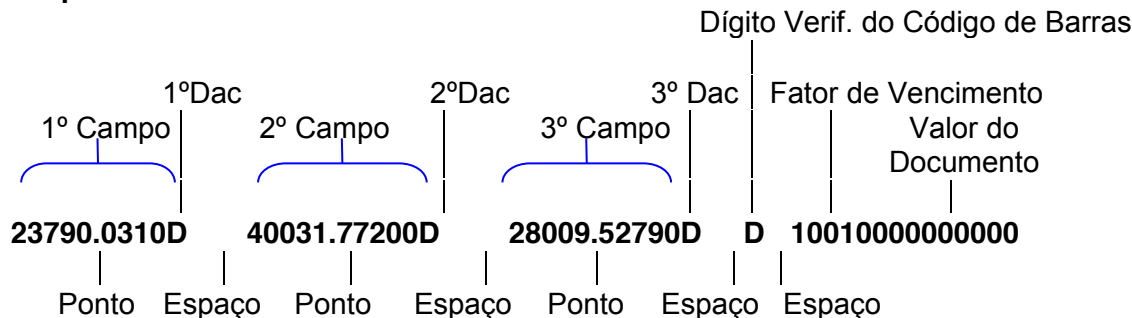 Dígito Verif. do Código de Barras
1ºDac 2ºDac 3º Dac Fator de Vencimento
1º Campo 2º Campo 3º Campo Valor do
Documento
23790.0310D 40031.77200D 28009.52790D D 10010000000000
Ponto Espaço Ponto Espaço Ponto Espaço Espaço